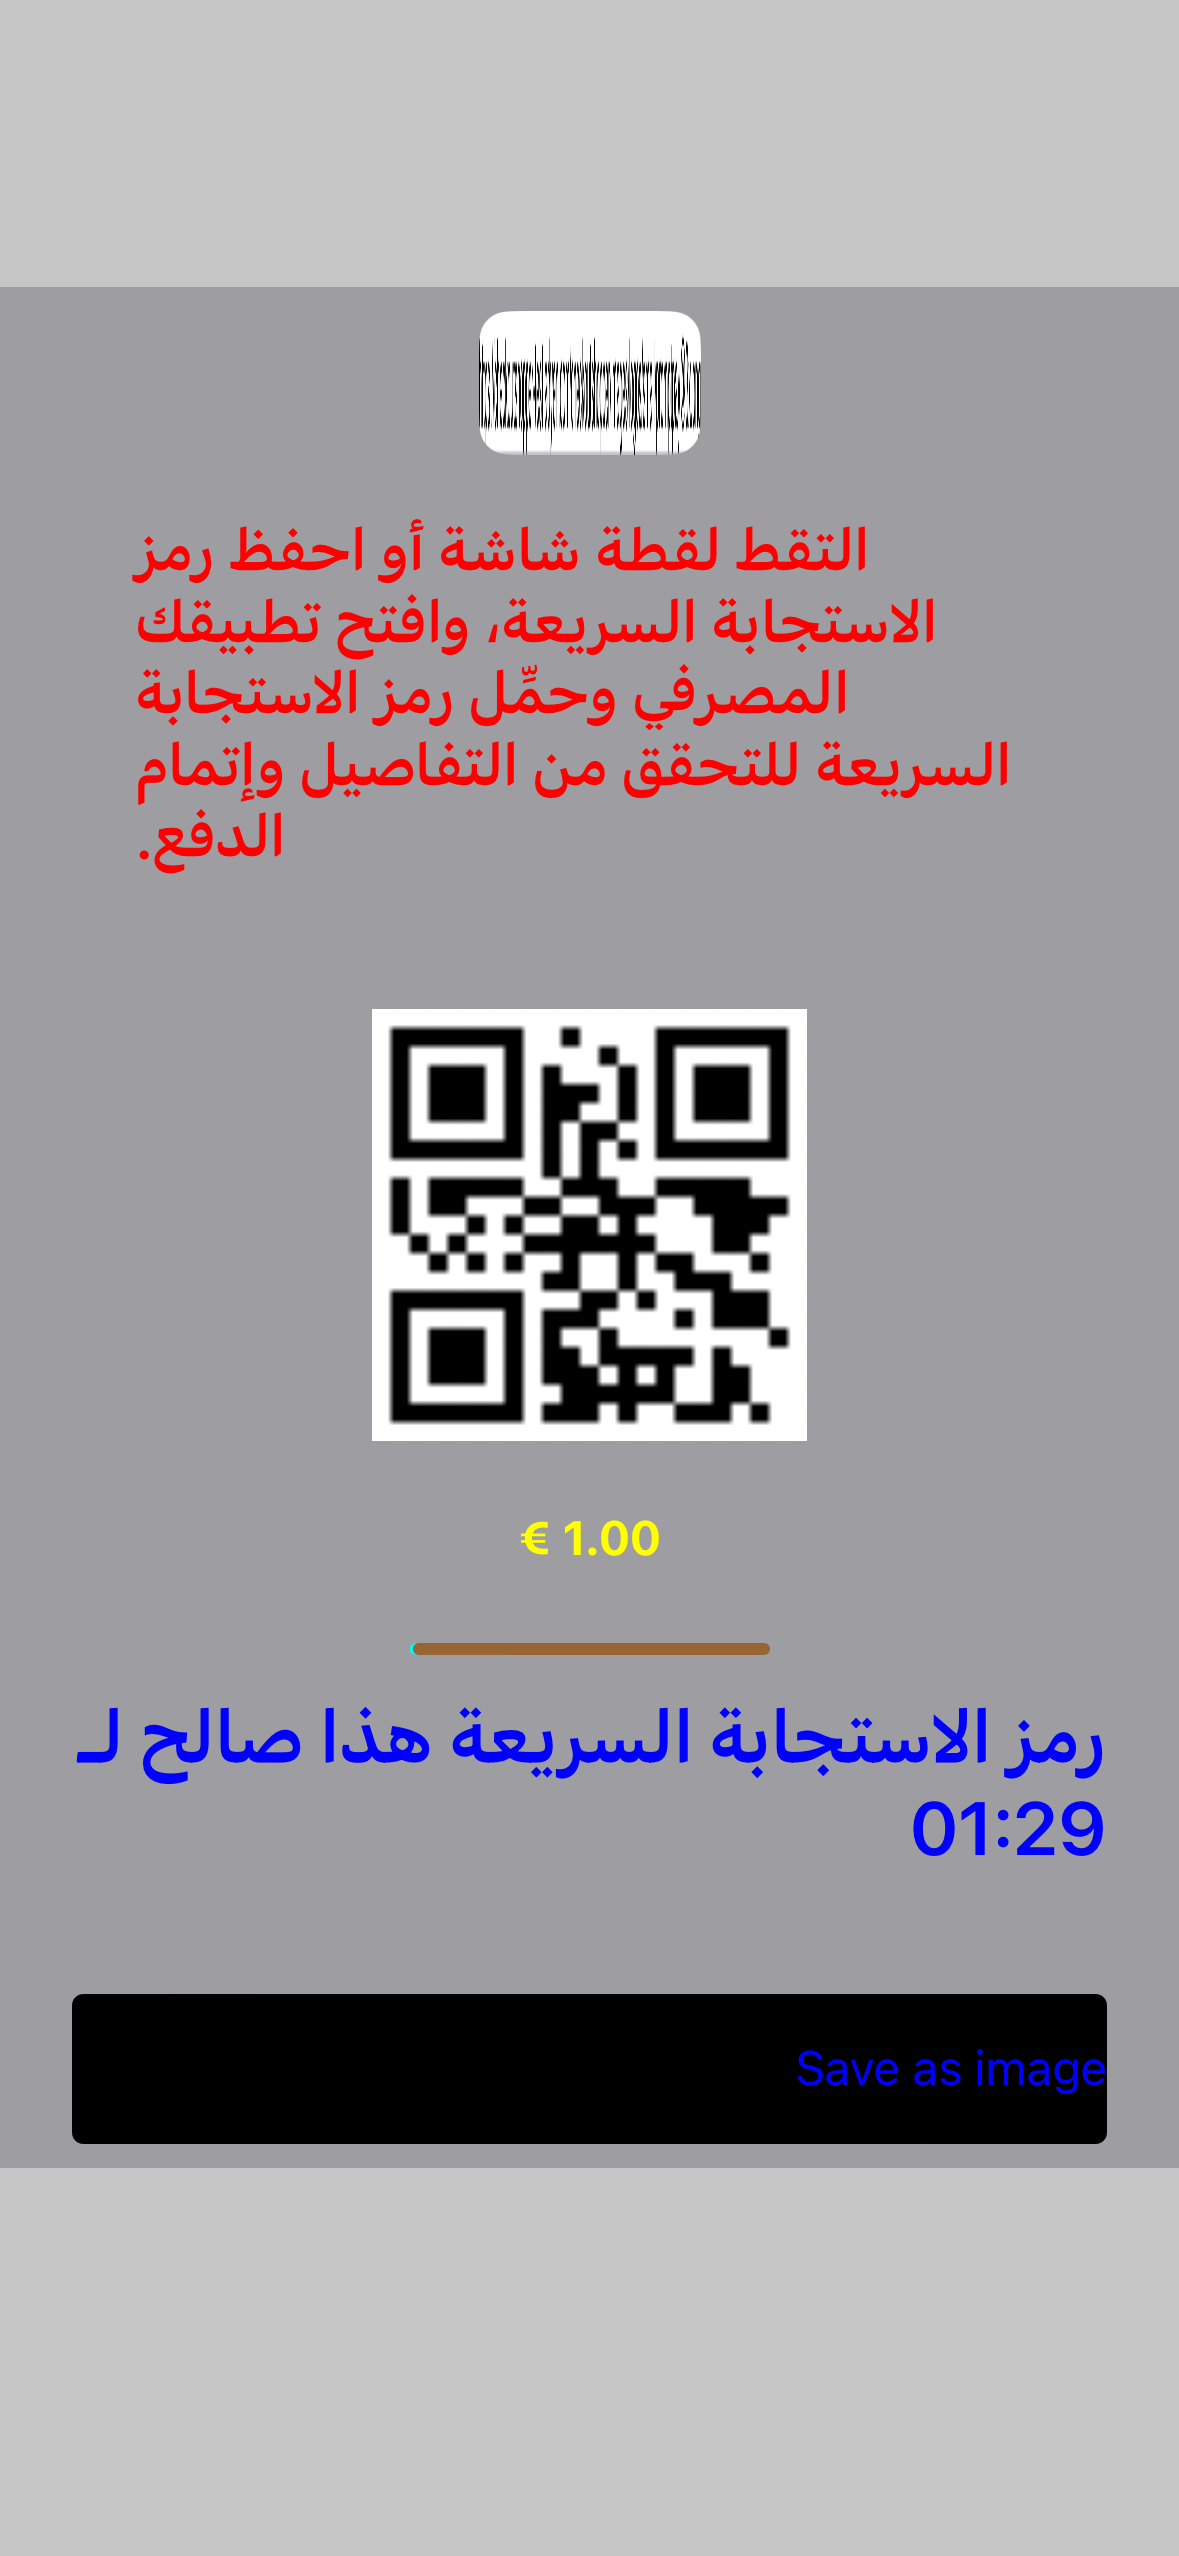 التقط لقطة شاشة أو احفظ رمز
الاستجابة السريعة، وافتح تطبيقك
المصرفي وحمِّل رمز الاستجابة
السريعة للتحقق من التفاصيل وإتمام
الدفع.
€ 1.00
رمز الاستجابة السريعة هذا صالح لـ
01:29
Save as image